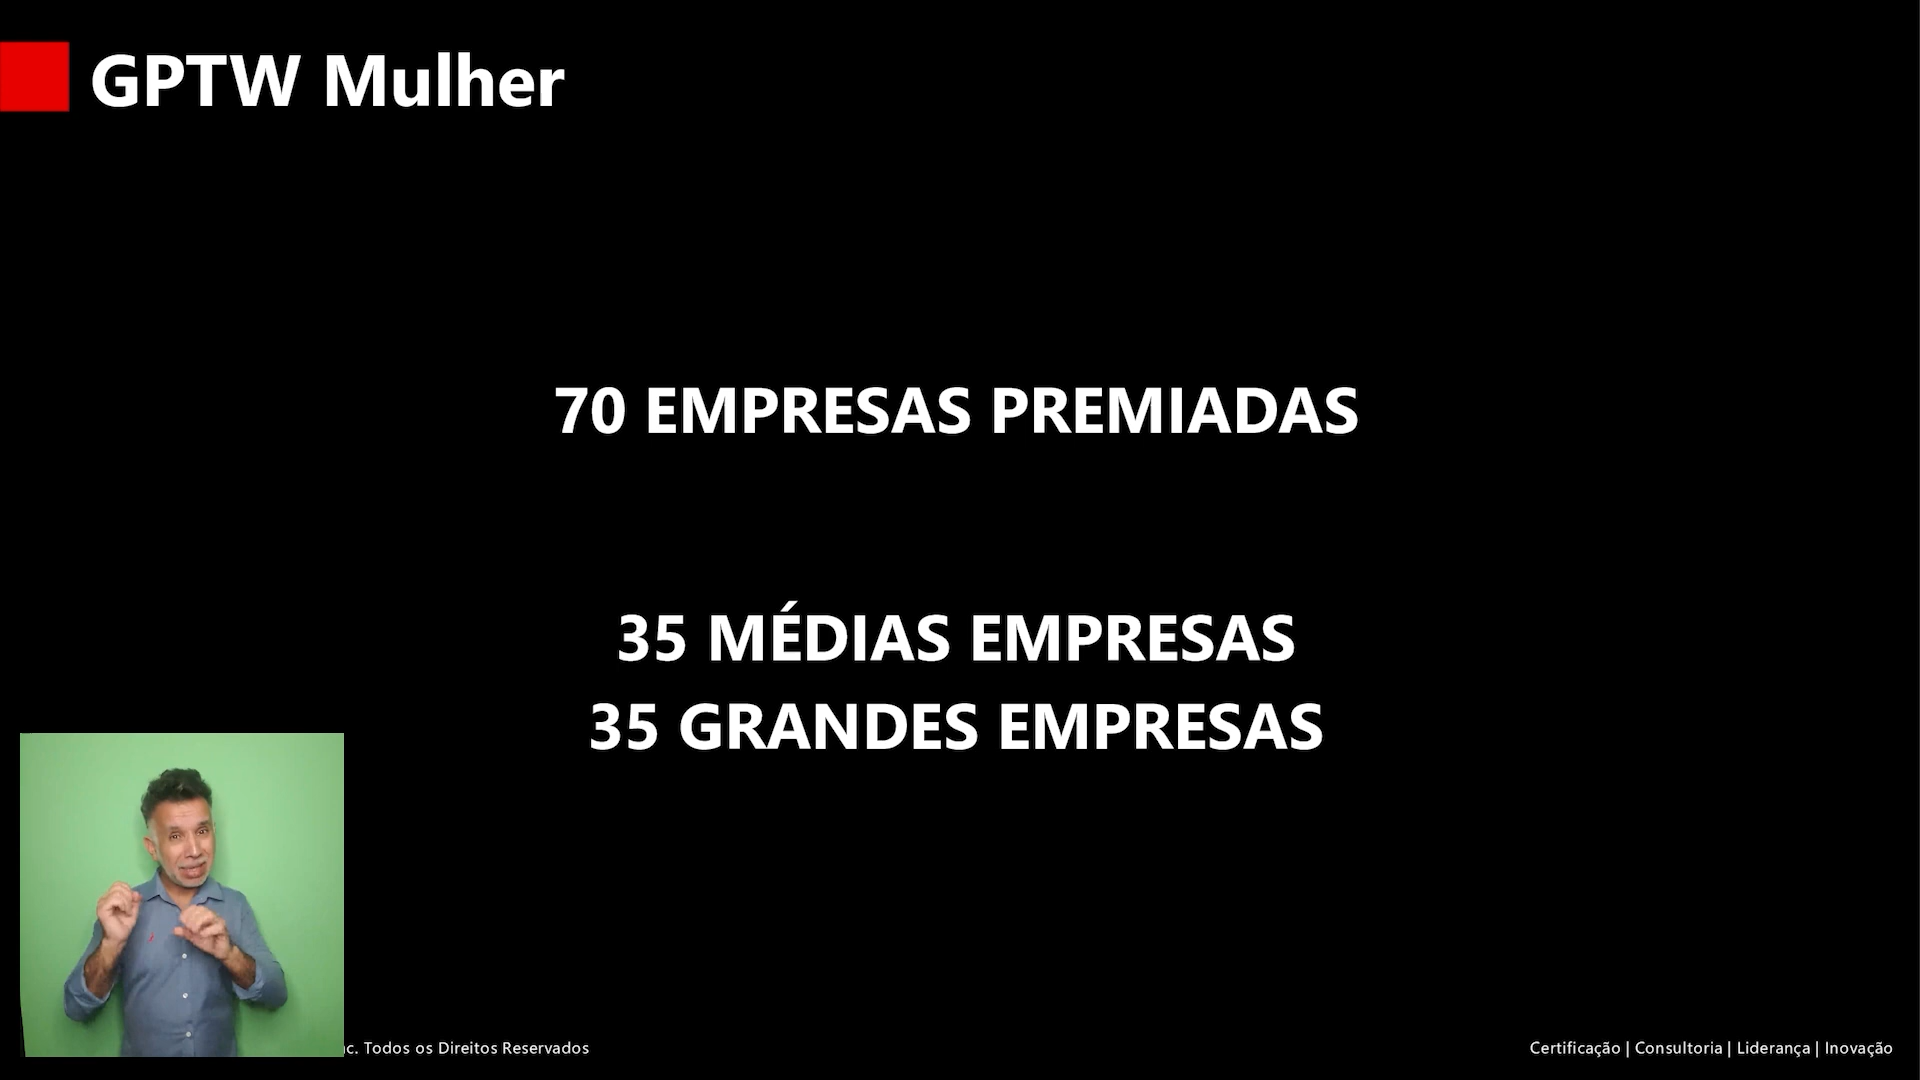 GPTW Mulher
70 EMPRESAS PREMIADAS
35 MÉDIAS EMPRESAS
35 GRANDES EMPRESAS
Todos os Direitos Reservados
Certificação | Consultoria | Liderança | Inovação